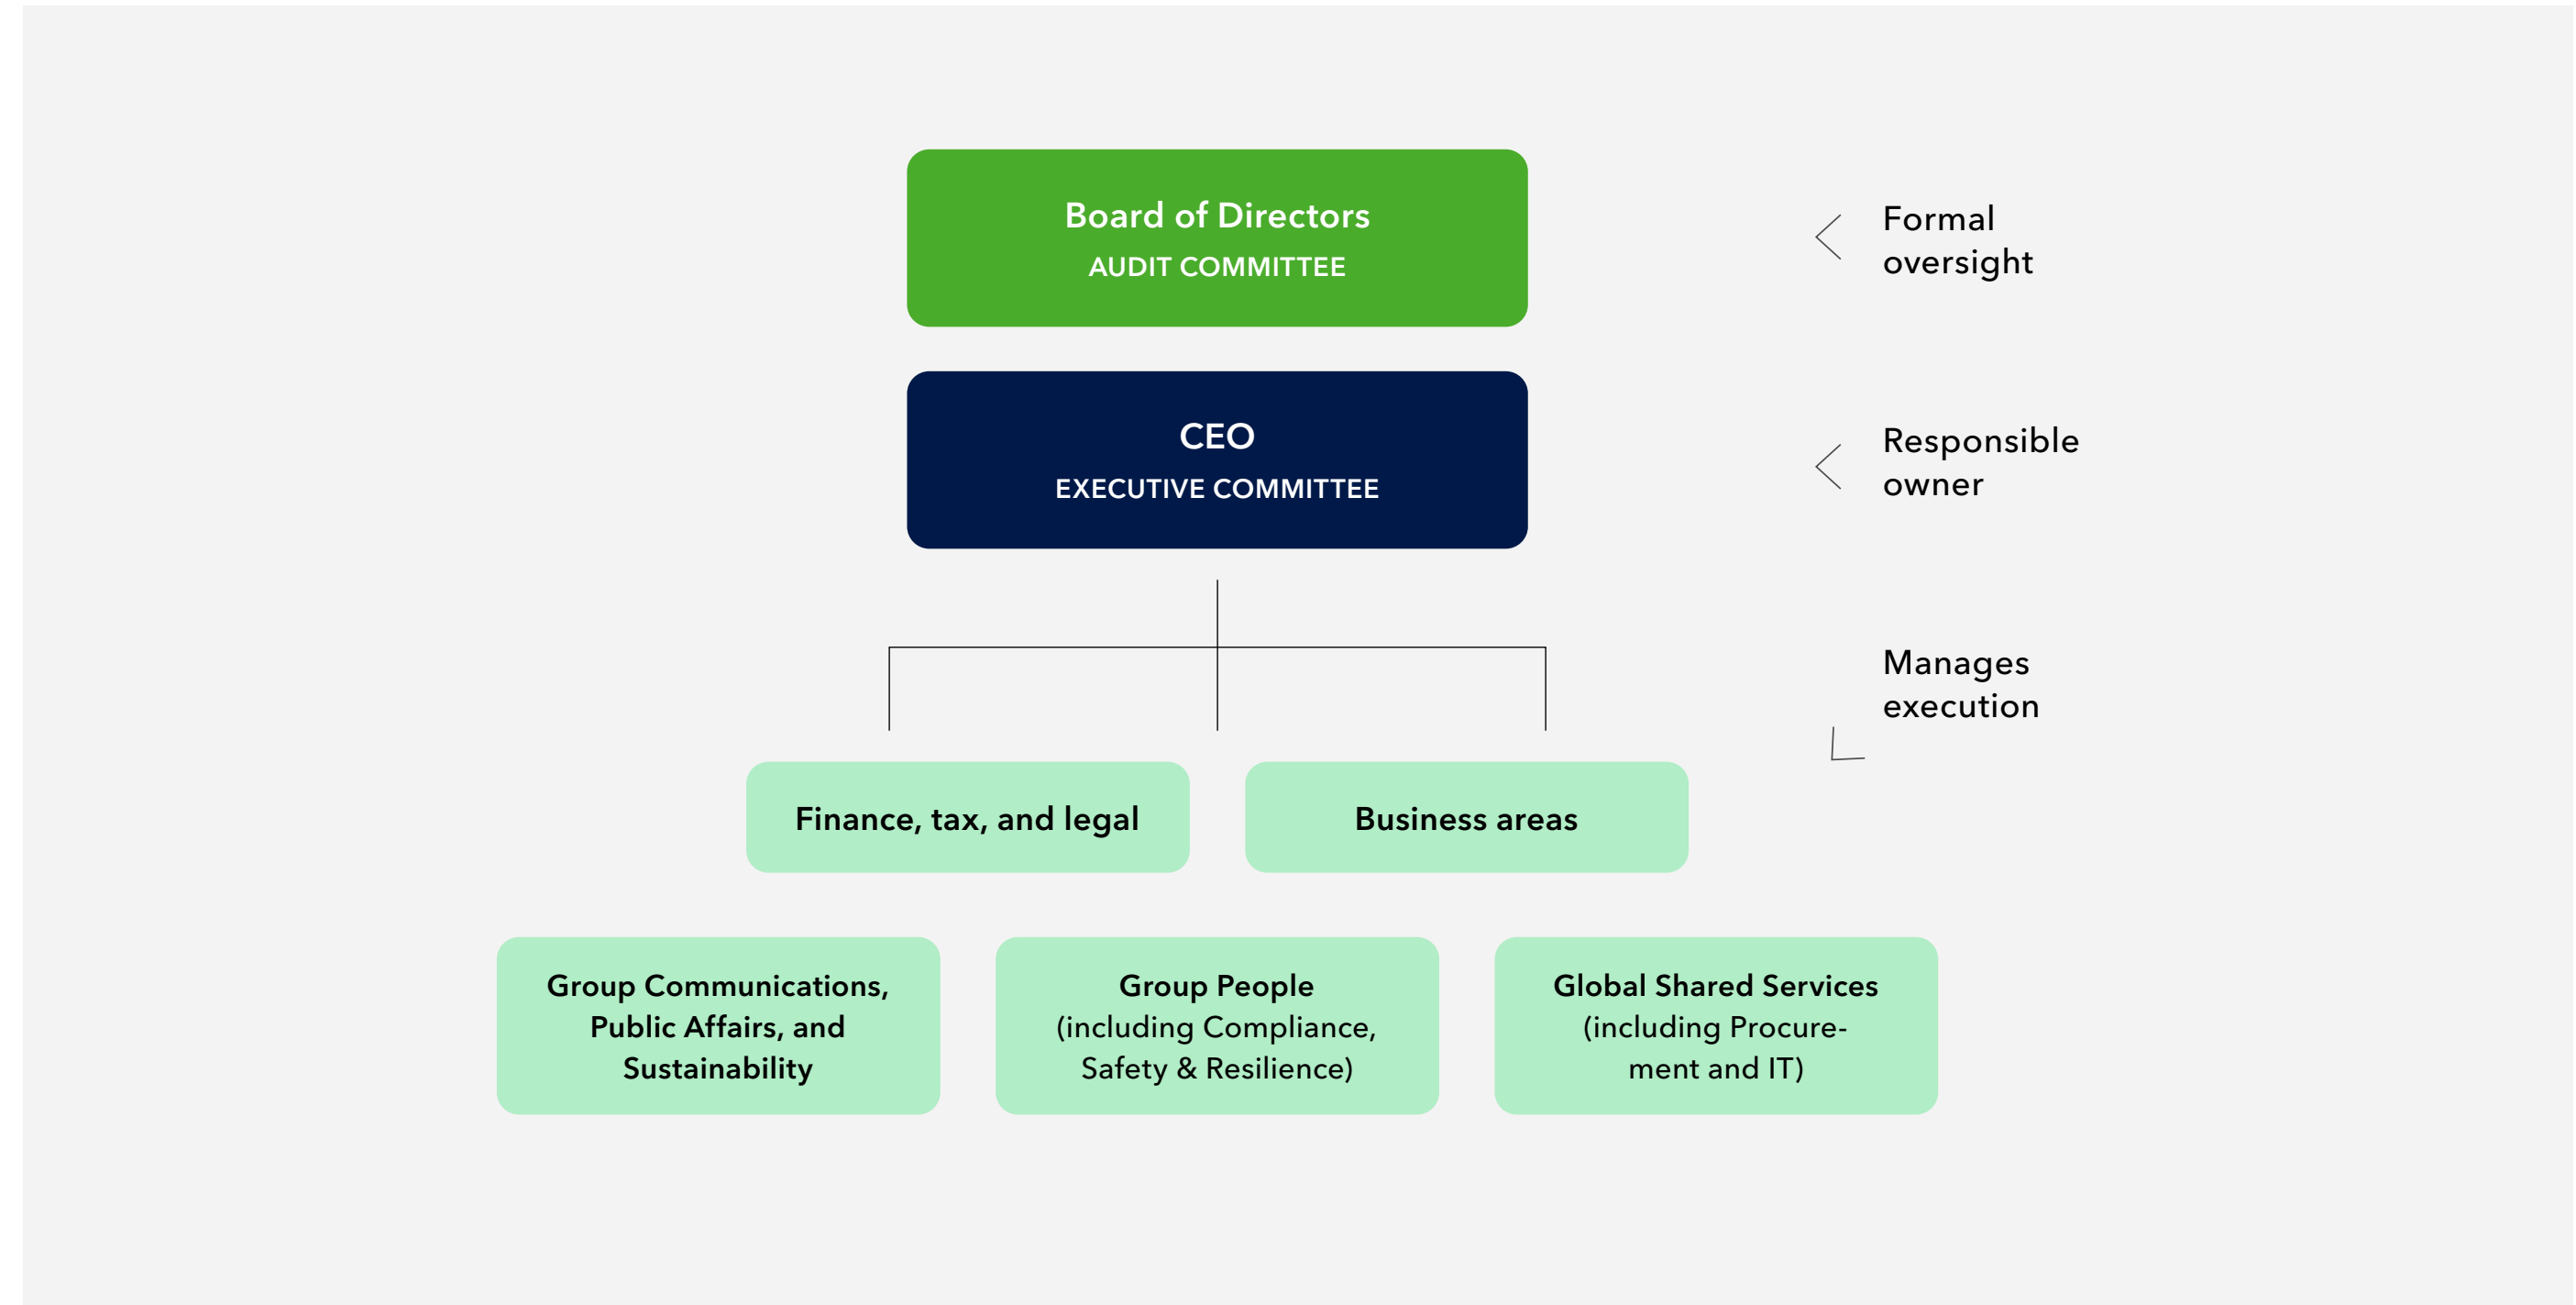 Board of Directors
AUDIT COMMITTEE
Formal
oversight
CEO
EXECUTIVE COMMITTEE
Responsible
owner
Manages
execution
Finance, tax, and legal
Business areas
Group Communications,
Public Affairs, and
Sustainability
Group People
(including Compliance,
Safety & Resilience)
Global Shared Services
(including Procure-
ment and IT)